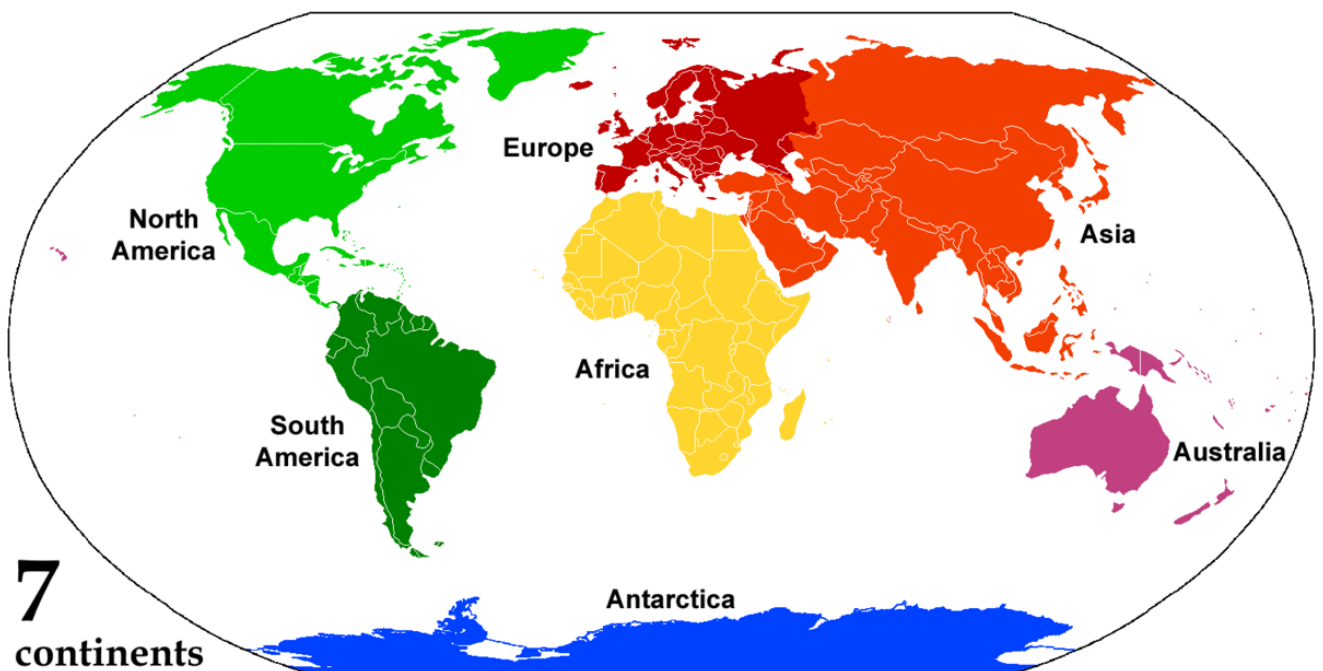 Europe
North
America
Asia
Africa
South
America
Australia
Antarctica
7
continents